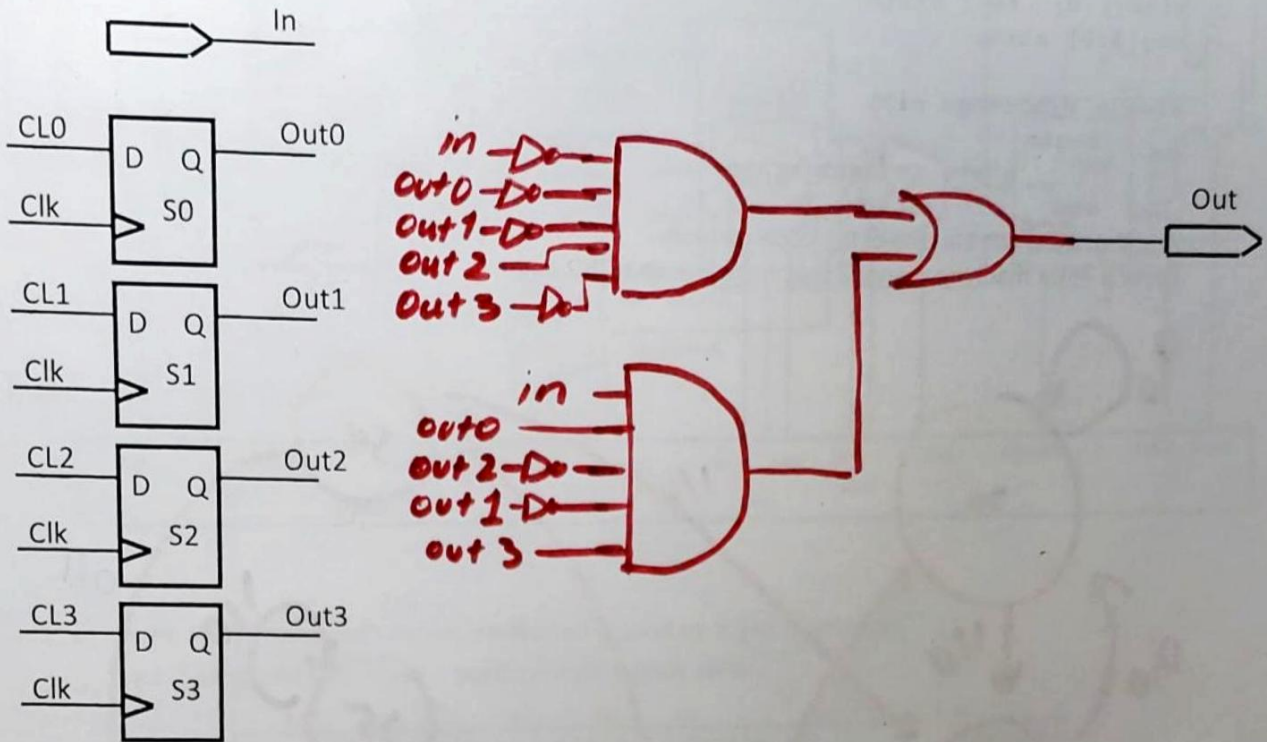 In
CL0
D Q
Out0
Clk
S0
CL1
D Q
Out1
Clk
S1
CL2
D Q
Out2
Clk
S2
CL3
D Q
Out3
Clk
S3
in
out0
out1
out2
out3
in
out0
out2
out1
out3
Out